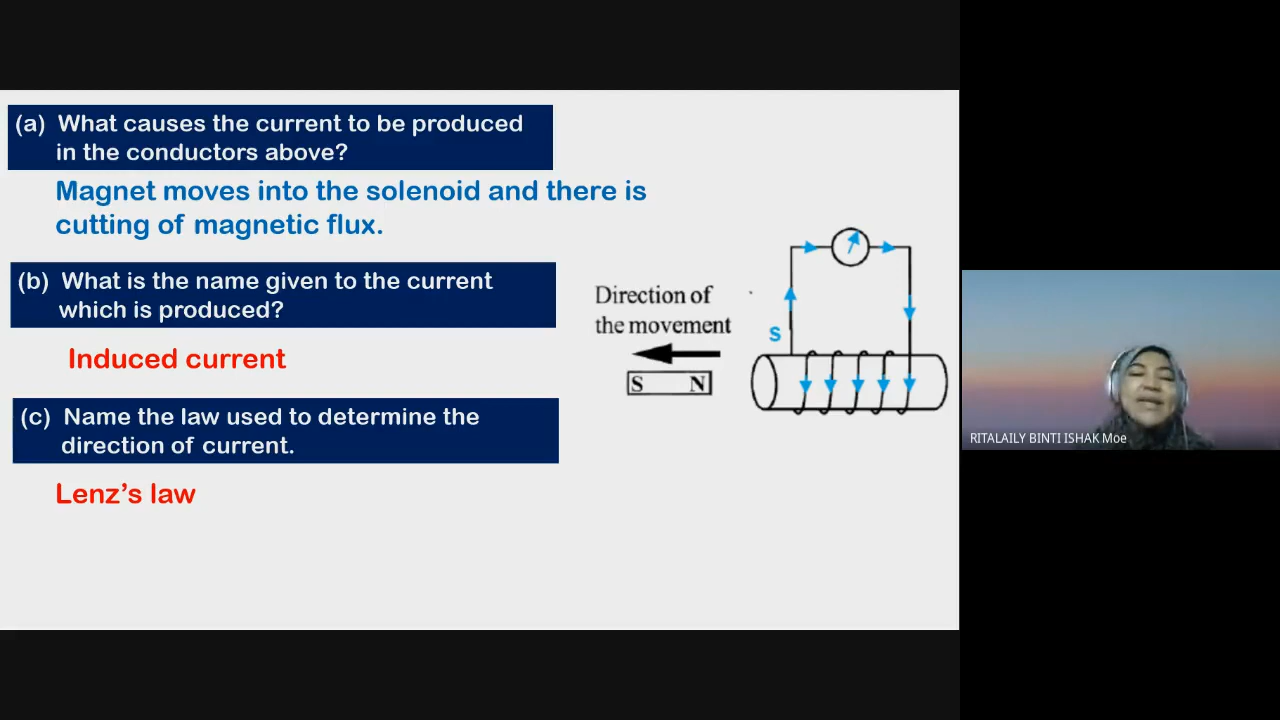 (a) What causes the current to be produced
in the conductors above?
Magnet moves into the solenoid and there is
cutting of magnetic flux.
(b) What is the name given to the current
which is produced?
Induced current
(c) Name the law used to determine the
direction of current.
Lenz's law
Direction of
the movement
S N
S
RITALAILY BINTI ISHAK Moe